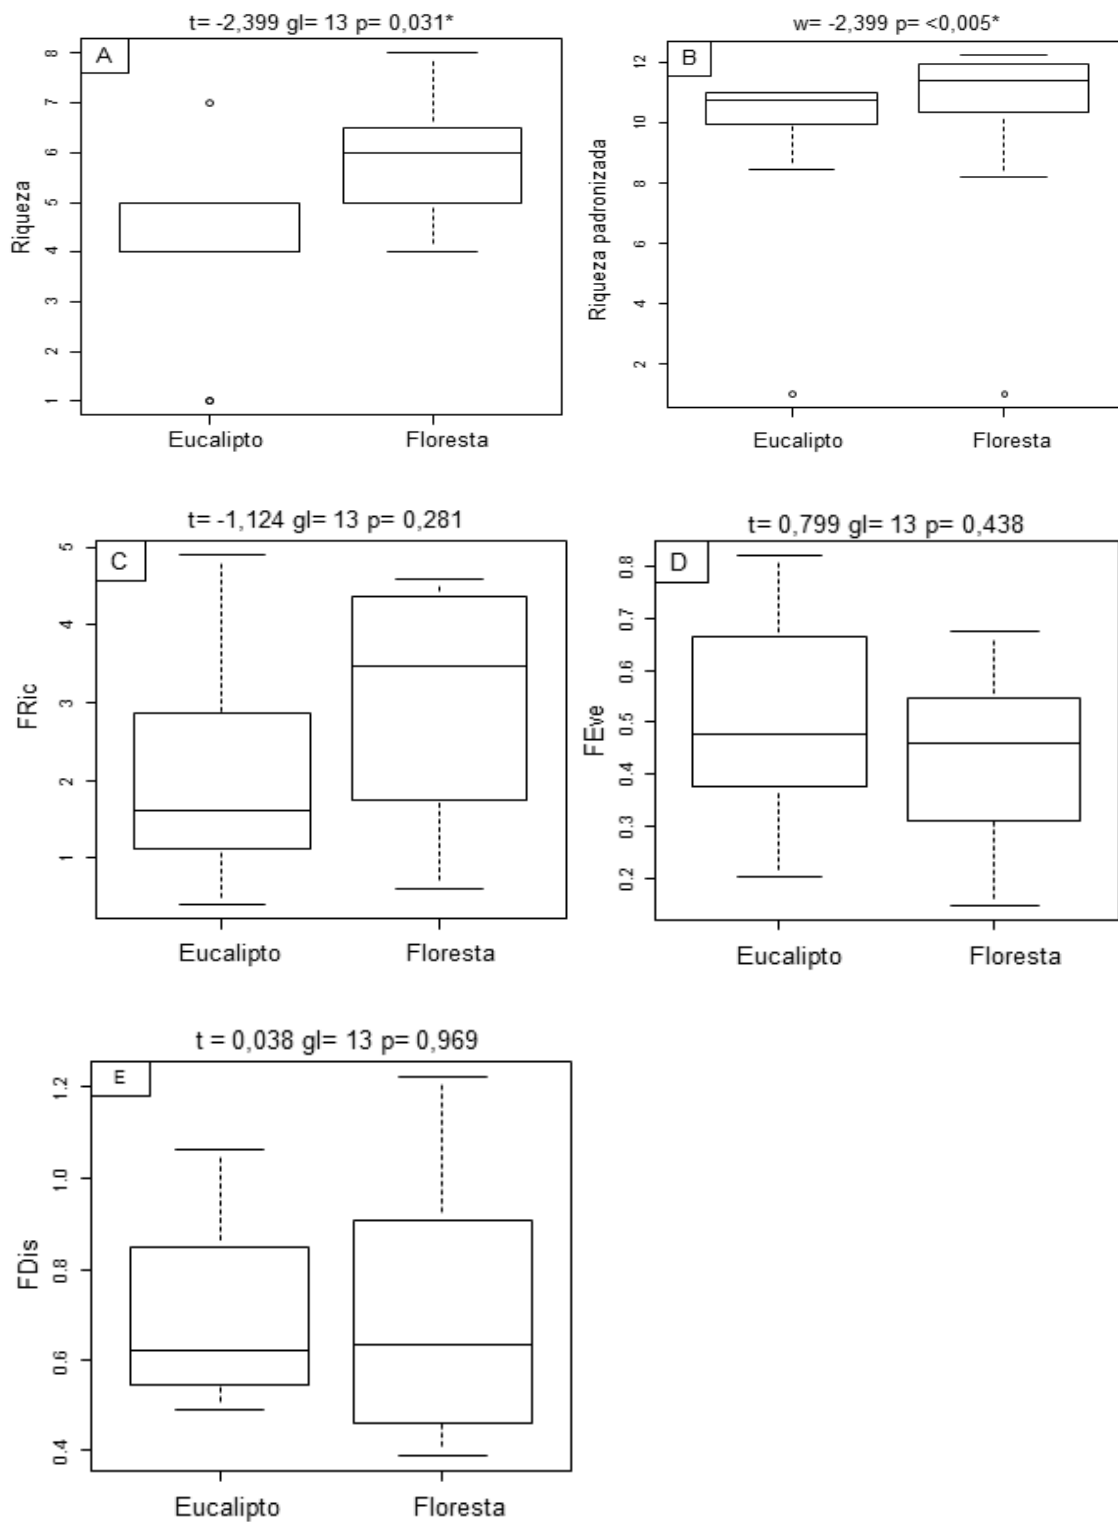 t= -2,399 gl= 13 p= 0,031*
A
Riqueza
8
7
6
5
4
3
2
1
Eucalipto Floresta
w= -2,399 p= <0,005*
B
Riqueza padronizada
12
10
8
6
4
2
Eucalipto Floresta
t= -1,124 gl= 13 p= 0,281
C
FRic
5
4
3
2
1
Eucalipto Floresta
t= 0,799 gl= 13 p= 0,438
D
FEve
0.8
0.7
0.6
0.5
0.4
0.3
0.2
Eucalipto Floresta
t = 0,038 gl= 13 p= 0,969
E
FDis
1.2
1.0
0.8
0.6
0.4
Eucalipto Floresta